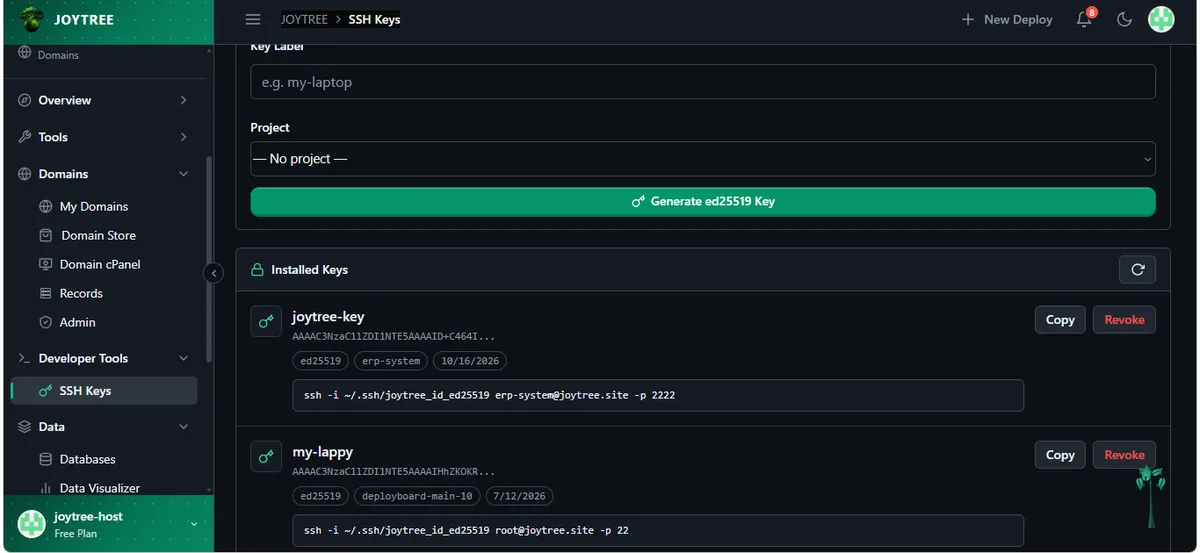 JOYTREE
JOYTREE > SSH Keys
+ New Deploy
8
Domains
Overview
Tools
Domains
My Domains
Domain Store
Domain cPanel
Records
Admin
Developer Tools
SSH Keys
Data
Databases
Data Visualizer
joytree-host
Free Plan
Key Label
e.g. my-laptop
Project
— No project —
Generate ed25519 Key
Installed Keys
joytree-key
Copy
Revoke
AAAAC3NzaC1lZDI1NTE5AAAAID+C464I...
ed25519
erp-system
10/16/2026
ssh -i ~/.ssh/joytree_id_ed25519 erp-system@joytree.site -p 2222
my-lappy
Copy
Revoke
AAAAC3NzaC1lZDI1NTE5AAAAIHhZKOKR...
ed25519
deployboard-main-10
7/12/2026
ssh -i ~/.ssh/joytree_id_ed25519 root@joytree.site -p 22